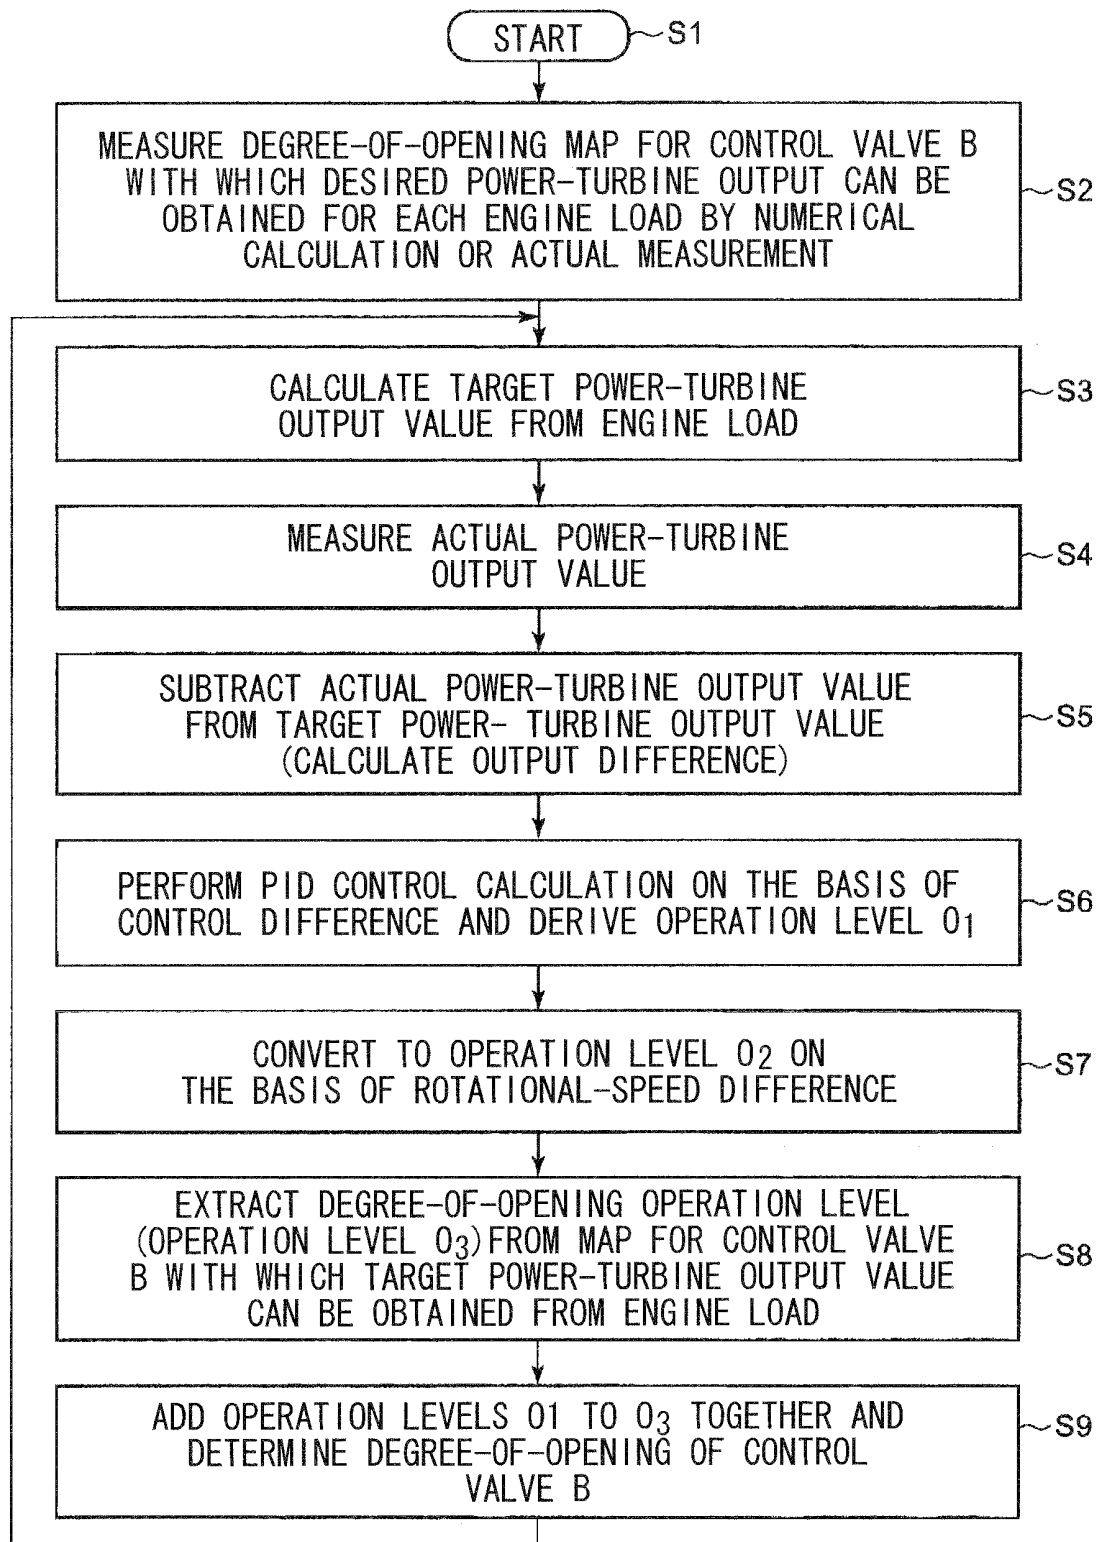 START
S1
MEASURE DEGREE-OF-OPENING MAP FOR CONTROL VALVE B
WITH WHICH DESIRED POWER-TURBINE OUTPUT CAN BE
OBTAINED FOR EACH ENGINE LOAD BY NUMERICAL
CALCULATION OR ACTUAL MEASUREMENT
S2
CALCULATE TARGET POWER-TURBINE
OUTPUT VALUE FROM ENGINE LOAD
S3
MEASURE ACTUAL POWER-TURBINE
OUTPUT VALUE
S4
SUBTRACT ACTUAL POWER-TURBINE OUTPUT VALUE
FROM TARGET POWER- TURBINE OUTPUT VALUE
(CALCULATE OUTPUT DIFFERENCE)
S5
PERFORM PID CONTROL CALCULATION ON THE BASIS OF
CONTROL DIFFERENCE AND DERIVE OPERATION LEVEL O1
S6
CONVERT TO OPERATION LEVEL O2 ON
THE BASIS OF ROTATIONAL-SPEED DIFFERENCE
S7
EXTRACT DEGREE-OF-OPENING OPERATION LEVEL
(OPERATION LEVEL O3) FROM MAP FOR CONTROL VALVE
B WITH WHICH TARGET POWER-TURBINE OUTPUT VALUE
CAN BE OBTAINED FROM ENGINE LOAD
S8
ADD OPERATION LEVELS O1 TO O3 TOGETHER AND
DETERMINE DEGREE-OF-OPENING OF CONTROL
VALVE B
S9